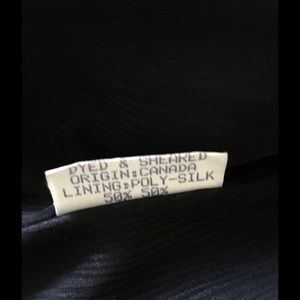 DYED & SHEARED
ORIGIN:CANADA
LINING:POLY-SILK
50% 50%